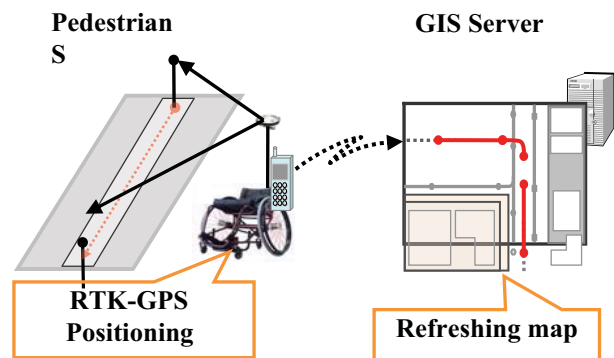 Pedestrian
S
GIS Server
RTK-GPS
Positioning
Refreshing map